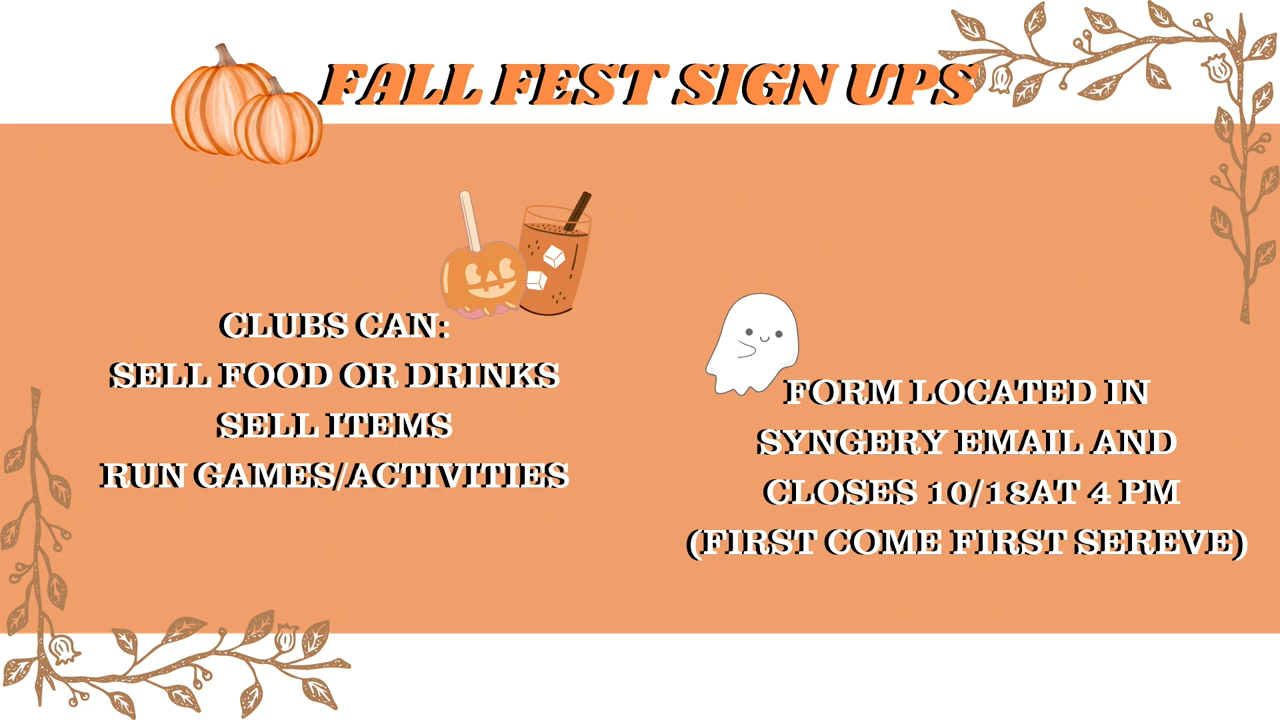 FALL FEST SIGN UPS
CLUBS CAN:
SELL FOOD OR DRINKS
SELL ITEMS
RUN GAMES/ACTIVITIES
FORM LOCATED IN
SYNGERY EMAIL AND
CLOSES 10/18AT 4 PM
(FIRST COME FIRST SEREVE)